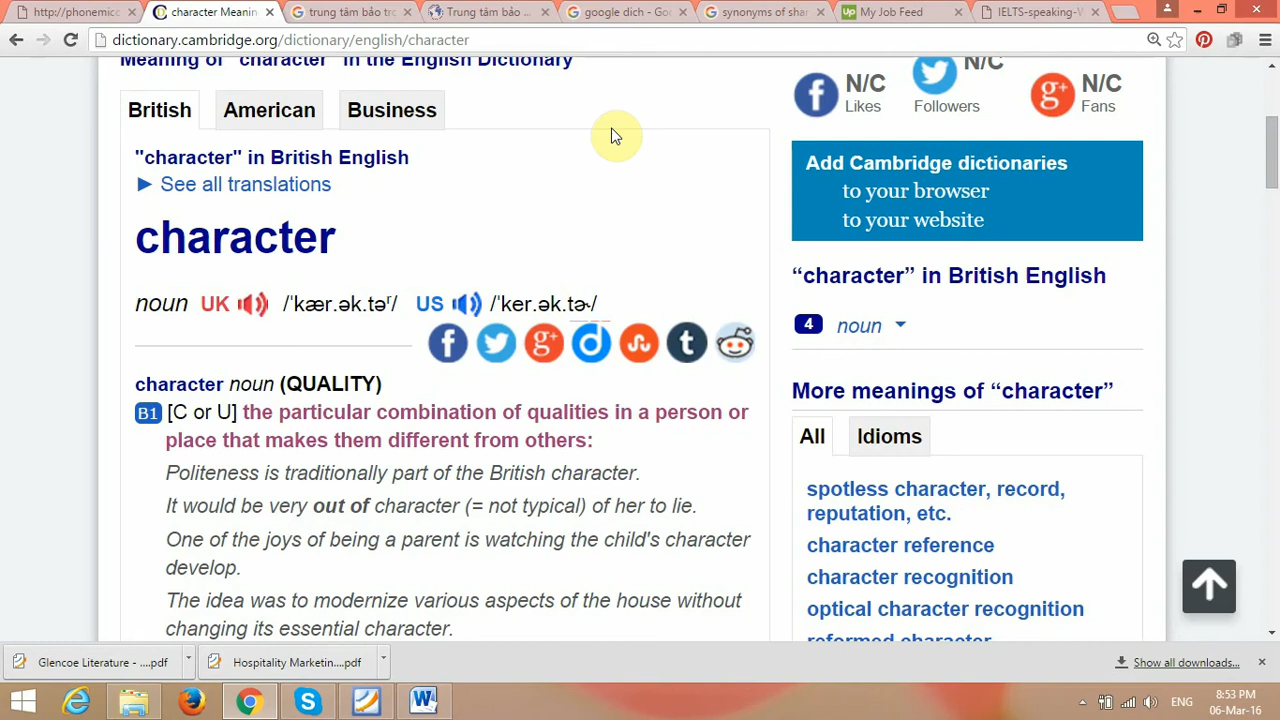 http://phonemicc
character Meanin
trung tâm bảo trợ
Trung tâm bảo ...
google dich - Goo
synonyms of shar
My Job Feed
IELTS-speaking-W
dictionary.cambridge.org/dictionary/english/character
Meaning of "character" in the English Dictionary
British
American
Business
"character" in British English
► See all translations
character
noun UK /ˈkær.ək.təʳ/ US /ˈker.ək.tɚ/
character noun (QUALITY)
B1 [C or U] the particular combination of qualities in a person or
place that makes them different from others:
Politeness is traditionally part of the British character.
It would be very out of character (= not typical) of her to lie.
One of the joys of being a parent is watching the child's character
develop.
The idea was to modernize various aspects of the house without
changing its essential character.
N/C
Likes
N/C
Followers
N/C
Fans
Add Cambridge dictionaries
to your browser
to your website
“character” in British English
4 noun
More meanings of “character”
All
Idioms
spotless character, record,
reputation, etc.
character reference
character recognition
optical character recognition
reformed character
Glencoe Literature - ....pdf
Hospitality Marketin....pdf
Show all downloads...
ENG
8:53 PM
06-Mar-16